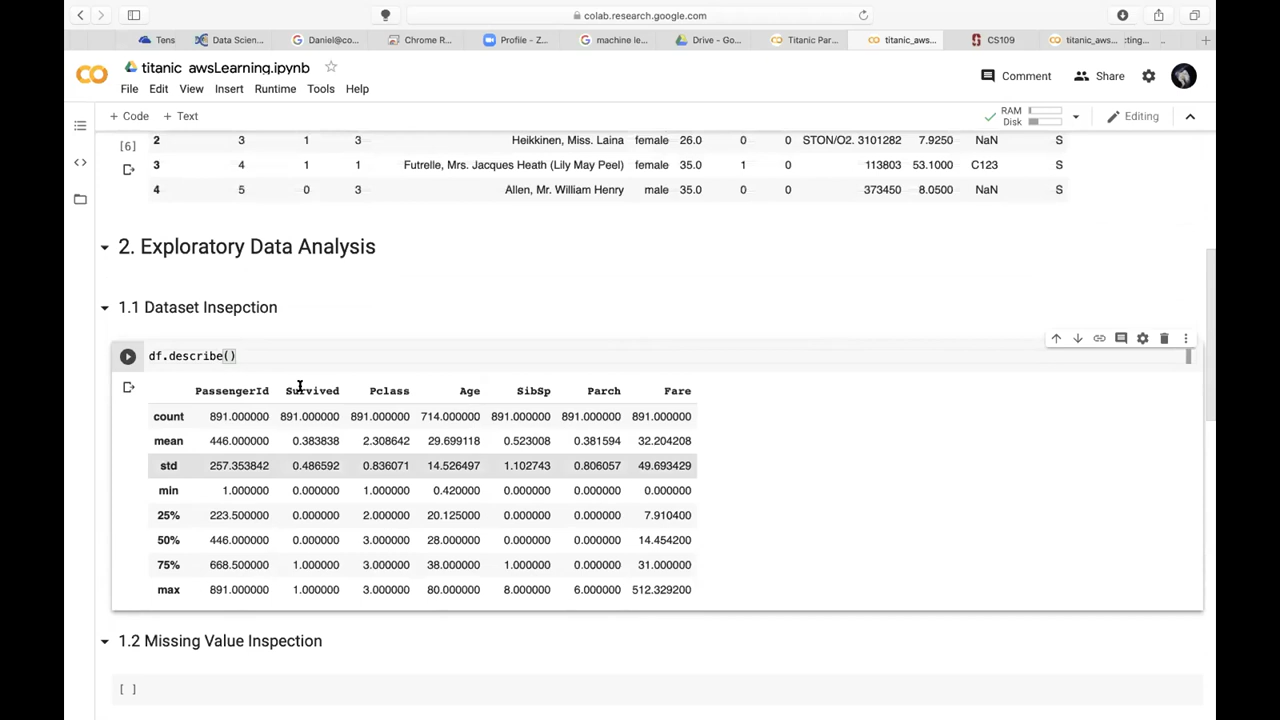 colab.research.google.com
Tens Data Scien... Daniel@co... Chrome R... Profile - Z... machine le... Drive - Go... Titanic Par... titanic_aws... CS109 titanic_aws... :ting...
titanic_awsLearning.ipynb
Comment Share
File Edit View Insert Runtime Tools Help
+ Code + Text RAM Disk Editing
[6] 2 3 1 3 Heikkinen, Miss. Laina female 26.0 0 0 STON/O2. 3101282 7.9250 NaN S
3 4 1 1 Futrelle, Mrs. Jacques Heath (Lily May Peel) female 35.0 1 0 113803 53.1000 C123 S
4 5 0 3 Allen, Mr. William Henry male 35.0 0 0 373450 8.0500 NaN S
2. Exploratory Data Analysis
1.1 Dataset Insepction
df.describe()
PassengerId Survived Pclass Age SibSp Parch Fare
count 891.000000 891.000000 891.000000 714.000000 891.000000 891.000000 891.000000
mean 446.000000 0.383838 2.308642 29.699118 0.523008 0.381594 32.204208
std 257.353842 0.486592 0.836071 14.526497 1.102743 0.806057 49.693429
min 1.000000 0.000000 1.000000 0.420000 0.000000 0.000000 0.000000
25% 223.500000 0.000000 2.000000 20.125000 0.000000 0.000000 7.910400
50% 446.000000 0.000000 3.000000 28.000000 0.000000 0.000000 14.454200
75% 668.500000 1.000000 3.000000 38.000000 1.000000 0.000000 31.000000
max 891.000000 1.000000 3.000000 80.000000 8.000000 6.000000 512.329200
1.2 Missing Value Inspection
[ ]